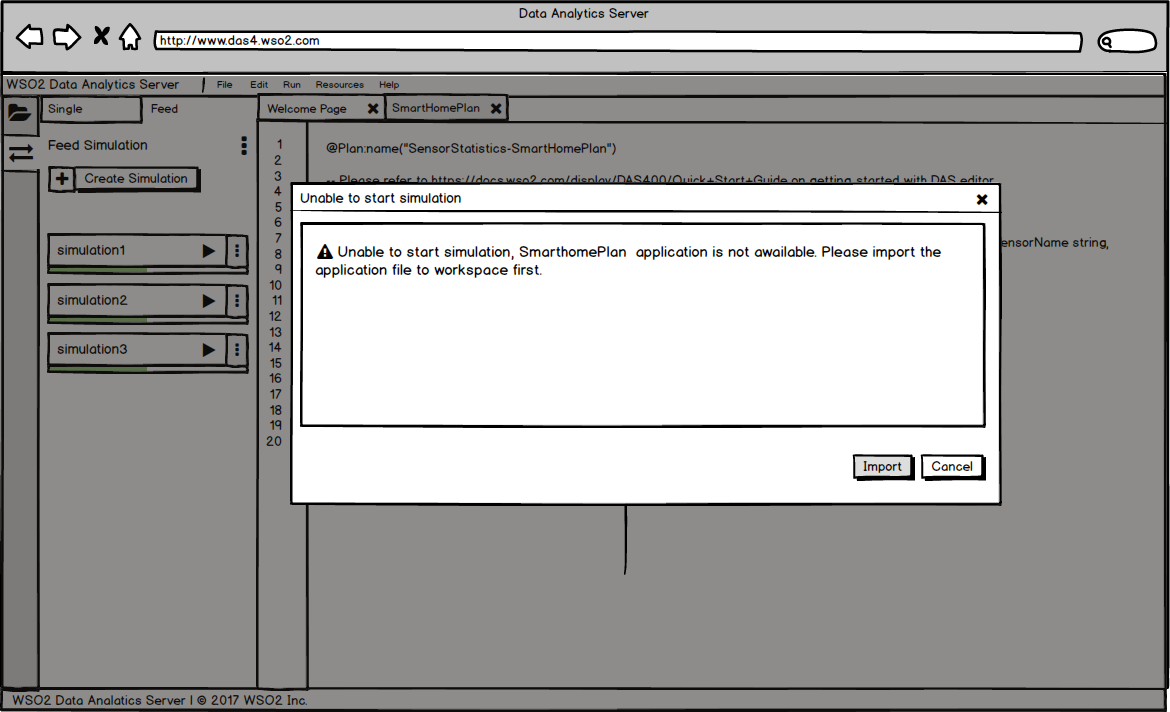 Data Analytics Server
http://www.das4.wso2.com
WSO2 Data Analytics Server
File Edit Run Resources Help
Single Feed
Welcome Page SmartHomePlan
Feed Simulation
Create Simulation
simulation1
simulation2
simulation3
1
2
3
4
5
6
7
8
9
10
11
12
13
14
15
16
17
18
19
20
@Plan:name("SensorStatistics-SmartHomePlan")
-- Please refer to https://docs.wso2.com/display/DAS400/Quick+Start+Guide on getting started with DAS editor
ensorName string,
Unable to start simulation
Unable to start simulation, SmarthomePlan application is not available. Please import the
application file to workspace first.
Import Cancel
WSO2 Data Analatics Server | © 2017 WSO2 Inc.